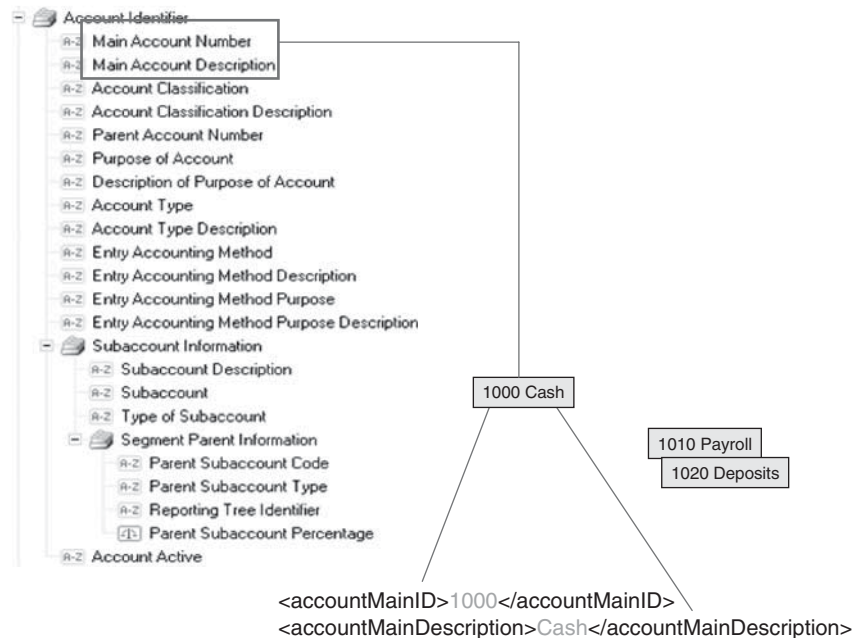 Account Identifier
A-Z Main Account Number
A-Z Main Account Description
A-Z Account Classification
A-Z Account Classification Description
A-Z Parent Account Number
A-Z Purpose of Account
A-Z Description of Purpose of Account
A-Z Account Type
A-Z Account Type Description
A-Z Entry Accounting Method
A-Z Entry Accounting Method Description
A-Z Entry Accounting Method Purpose
A-Z Entry Accounting Method Purpose Description
Subaccount Information
A-Z Subaccount Description
A-Z Subaccount
A-Z Type of Subaccount
Segment Parent Information
A-Z Parent Subaccount Code
A-Z Parent Subaccount Type
A-Z Reporting Tree Identifier
Parent Subaccount Percentage
A-Z Account Active
1000 Cash
1010 Payroll
1020 Deposits
<accountMainID>1000</accountMainID>
<accountMainDescription>Cash</accountMainDescription>